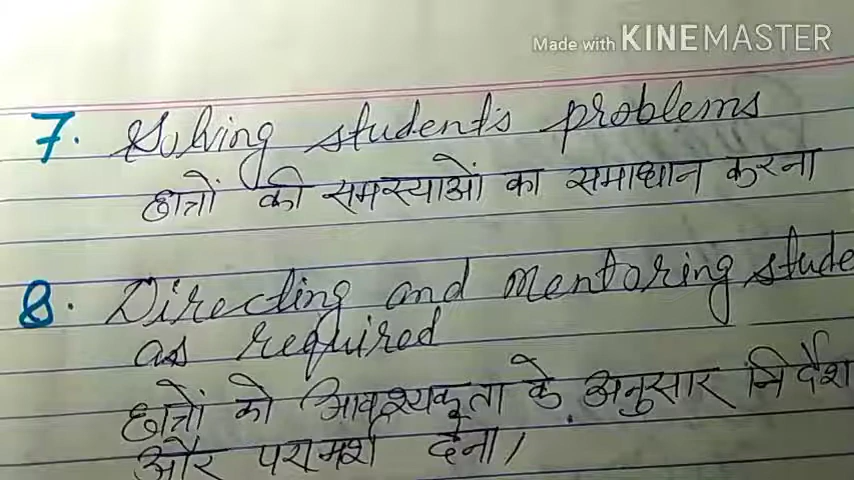 Made with KINEMASTER
7. Solving student's problems
छात्रों की समस्याओं का समाधान करना
8. Directing and mentoring stude
as required
छात्रों को आवश्यकता के अनुसार निर्देश
और परामर्श देना।